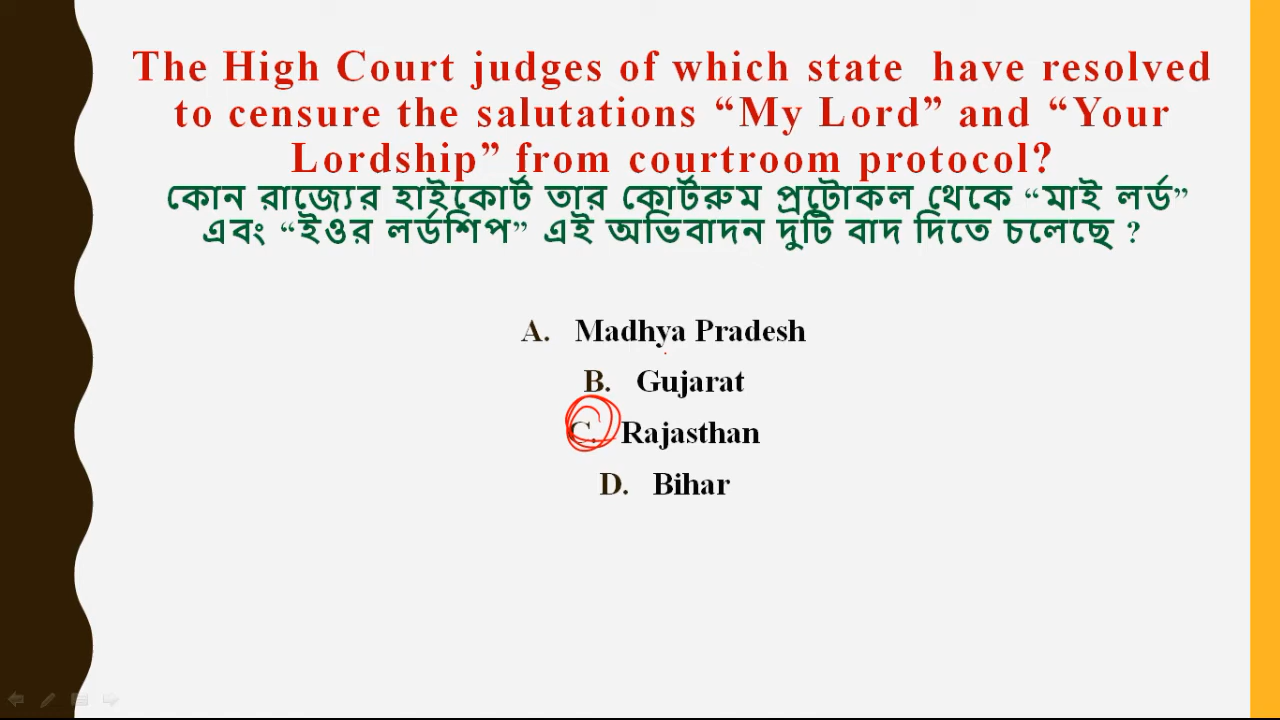 The High Court judges of which state have resolved
to censure the salutations “My Lord” and “Your
Lordship” from courtroom protocol?
কোন রাজ্যের হাইকোর্ট তার কোর্টরুম প্রটোকল থেকে “মাই লর্ড”
এবং “ইওর লর্ডশিপ” এই অভিবাদন দুটি বাদ দিতে চলেছে ?
A. Madhya Pradesh
B. Gujarat
C. Rajasthan
D. Bihar